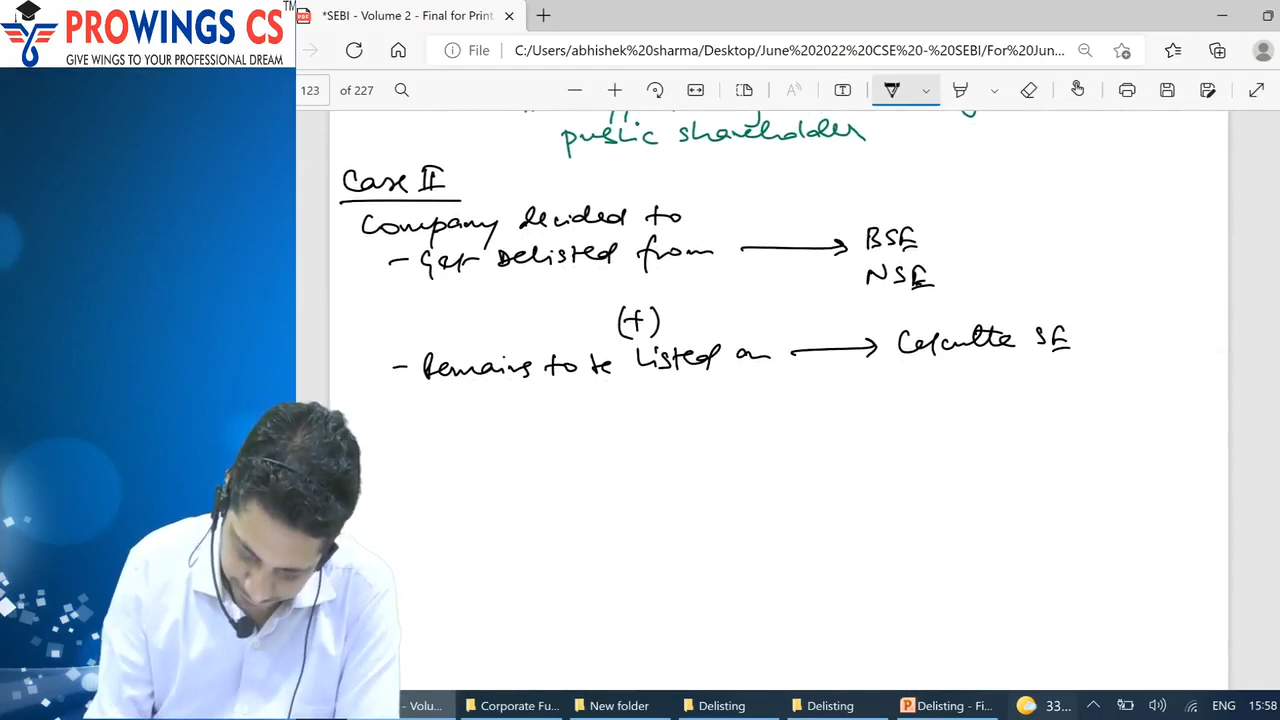 PROWINGS CS™
GIVE WINGS TO YOUR PROFESSIONAL DREAM
*SEBI - Volume 2 - Final for Print
File
C:/Users/abhishek%20sharma/Desktop/June%202022%20CSE%20-%20SEBI/For%20Jun...
123 of 227
public shareholder
Case II
Company decided to
- Get Delisted from → BSE
NSE
(+)
- Remains to be listed on → Calcutta SE
- Volu...
Corporate Fu...
New folder
Delisting
Delisting
Delisting - Fi...
33...
ENG
15:58